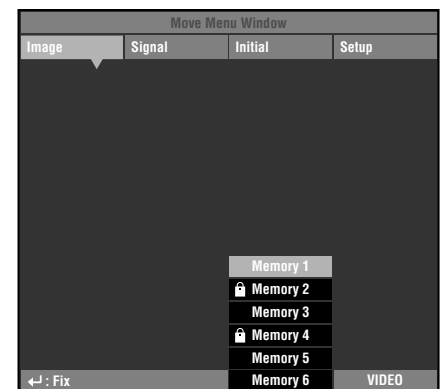 Move Menu Window
Image Signal Initial Setup
Memory 1
Memory 2
Memory 3
Memory 4
Memory 5
↵ : Fix Memory 6 VIDEO